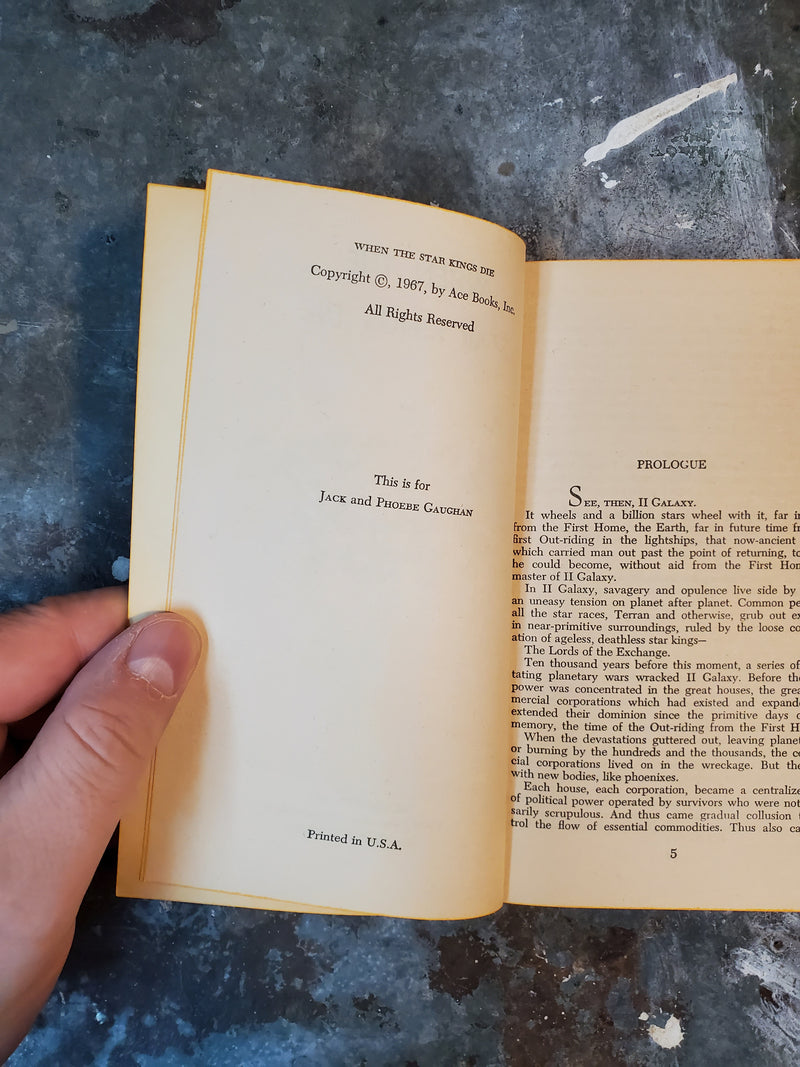 WHEN THE STAR KINGS DIE
Copyright ©, 1967, by Ace Books, Inc.
All Rights Reserved
This is for
JACK and PHOEBE GAUGHAN
Printed in U.S.A.
PROLOGUE
SEE, THEN, II GALAXY.
It wheels and a billion stars wheel with it, far
from the First Home, the Earth, far in future time
first Out-riding in the lightships, that now-ancient
which carried man out past the point of returning,
he could become, without aid from the First
master of II Galaxy.
In II Galaxy, savagery and opulence live side by
an uneasy tension on planet after planet. Common
all the star races, Terran and otherwise, grub out
in near-primitive surroundings, ruled by the loose
ation of ageless, deathless star kings—
The Lords of the Exchange.
Ten thousand years before this moment, a series of
tating planetary wars wracked II Galaxy. Before
power was concentrated in the great houses, the
mercial corporations which had existed and
extended their dominion since the primitive days
memory, the time of the Out-riding from the First
When the devastations guttered out, leaving
or burning by the hundreds and the thousands, the
cial corporations lived on in the wreckage. But
with new bodies, like phoenixes.
Each house, each corporation, became a
of political power operated by survivors who were not
sarily scrupulous. And thus came gradual collusion
trol the flow of essential commodities. Thus also
5